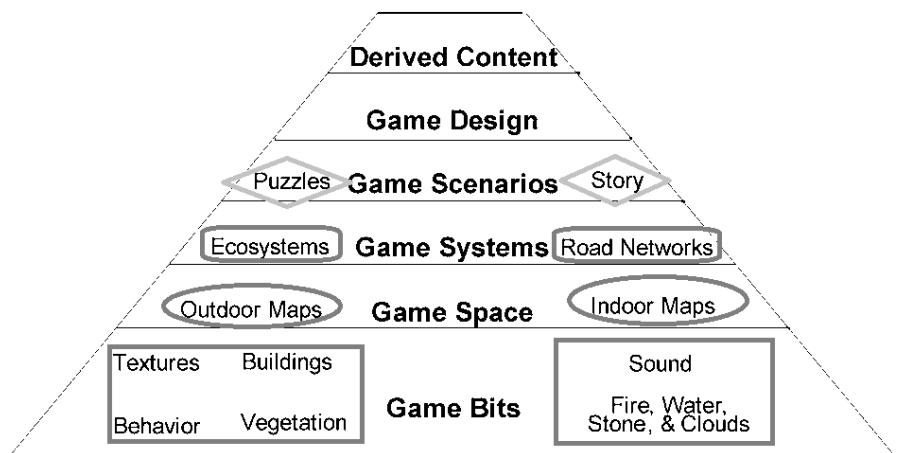 Derived Content
Game Design
Puzzles Game Scenarios Story
Ecosystems Game Systems Road Networks
Outdoor Maps Game Space Indoor Maps
Textures Buildings Sound
Game Bits Fire, Water,
Behavior Vegetation Stone, & Clouds